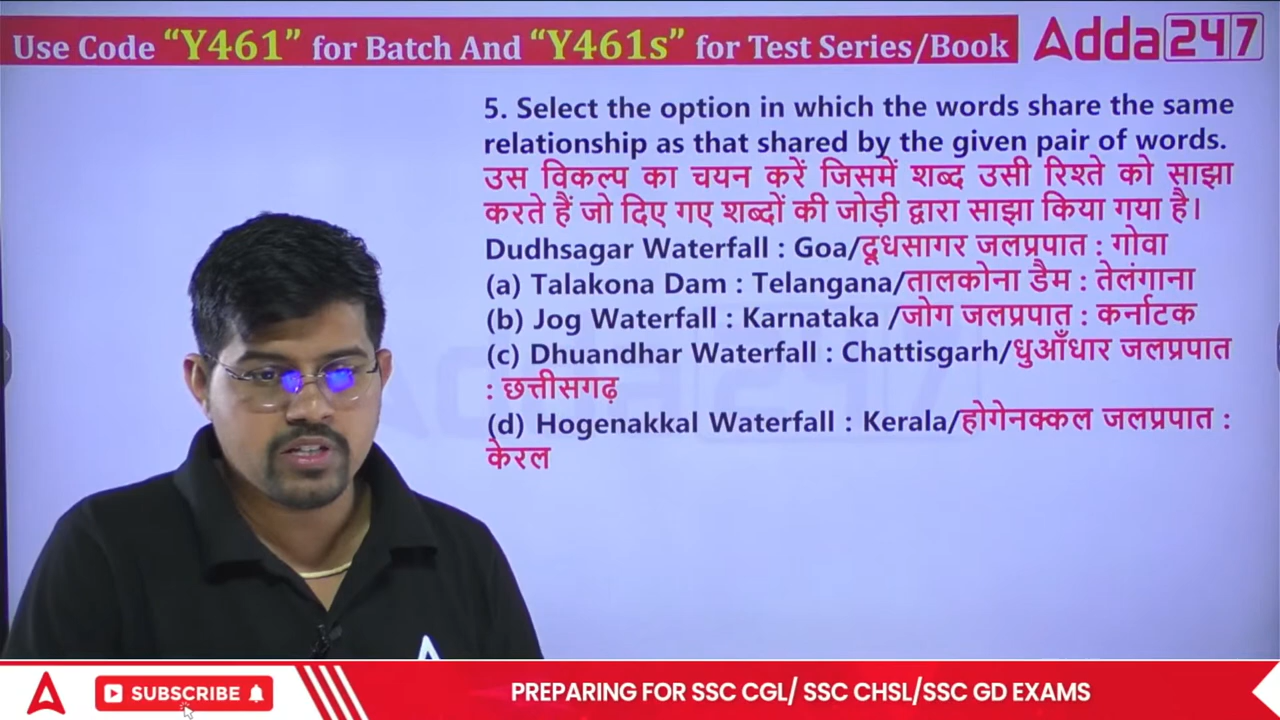 Use Code “Y461” for Batch And “Y461s” for Test Series/Book
Adda247
5. Select the option in which the words share the same
relationship as that shared by the given pair of words.
उस विकल्प का चयन करें जिसमें शब्द उसी रिश्ते को साझा
करते हैं जो दिए गए शब्दों की जोड़ी द्वारा साझा किया गया है।
Dudhsagar Waterfall : Goa/दूधसागर जलप्रपात : गोवा
(a) Talakona Dam : Telangana/तालकोना डैम : तेलंगाना
(b) Jog Waterfall : Karnataka /जोग जलप्रपात : कर्नाटक
(c) Dhuandhar Waterfall : Chattisgarh/धुआँधार जलप्रपात
: छत्तीसगढ़
(d) Hogenakkal Waterfall : Kerala/होगेनक्कल जलप्रपात :
केरल
SUBSCRIBE
PREPARING FOR SSC CGL/ SSC CHSL/SSC GD EXAMS